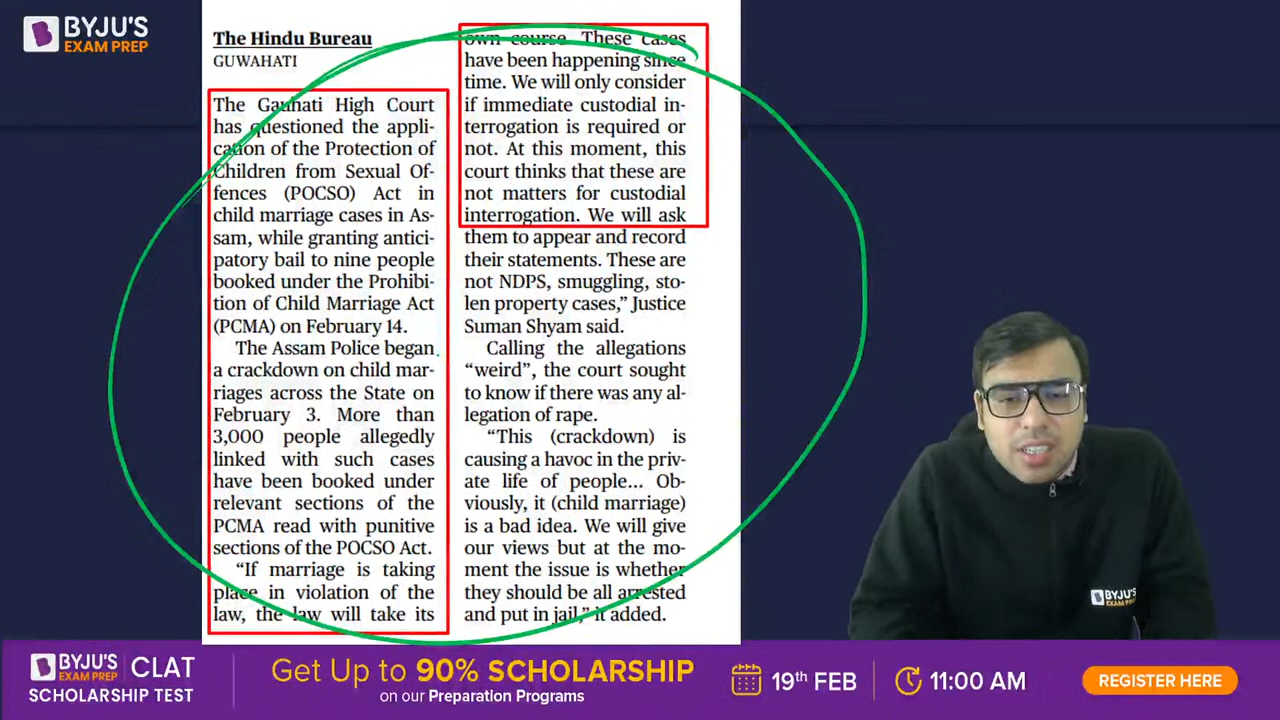 BYJU'S
EXAM PREP
The Hindu Bureau
GUWAHATI
The Gauhati High Court
has questioned the appli-
cation of the Protection of
Children from Sexual Of-
fences (POCSO) Act in
child marriage cases in As-
sam, while granting antici-
patory bail to nine people
booked under the Prohibi-
tion of Child Marriage Act
(PCMA) on February 14.
The Assam Police began
a crackdown on child mar-
riages across the State on
February 3. More than
3,000 people allegedly
linked with such cases
have been booked under
relevant sections of the
PCMA read with punitive
sections of the POCSO Act.
"If marriage is taking
place in violation of the
law, the law will take its
own course. These cases
have been happening since
time. We will only consider
if immediate custodial in-
terrogation is required or
not. At this moment, this
court thinks that these are
not matters for custodial
interrogation. We will ask
them to appear and record
their statements. These are
not NDPS, smuggling, sto-
len property cases," Justice
Suman Shyam said.
Calling the allegations
"weird", the court sought
to know if there was any al-
legation of rape.
"This (crackdown) is
causing a havoc in the priv-
ate life of people... Ob-
viously, it (child marriage)
is a bad idea. We will give
our views but at the mo-
ment the issue is whether
they should be all arrested
and put in jail," it added.
BYJU'S
EXAM PREP
BYJU'S
EXAM PREP
CLAT
SCHOLARSHIP TEST
Get Up to 90% SCHOLARSHIP
on our Preparation Programs
19th FEB
11:00 AM
REGISTER HERE